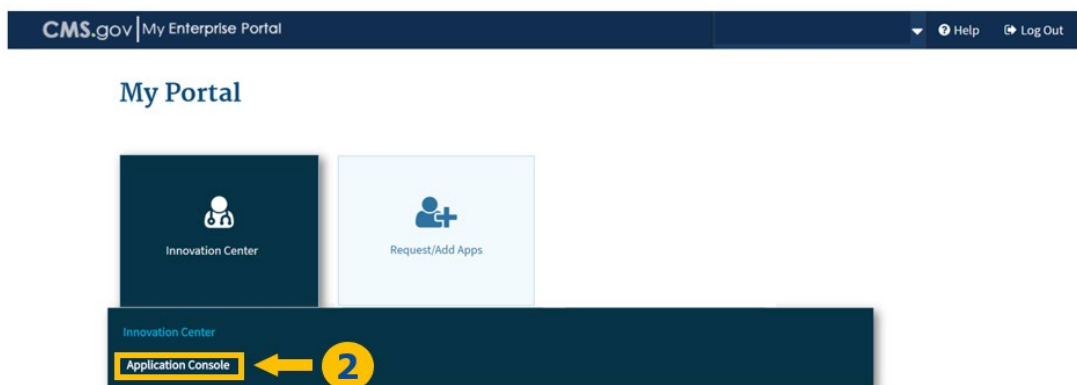 CMS.gov My Enterprise Portal Help Log Out
My Portal
Innovation Center Request/Add Apps
Innovation Center
Application Console 2